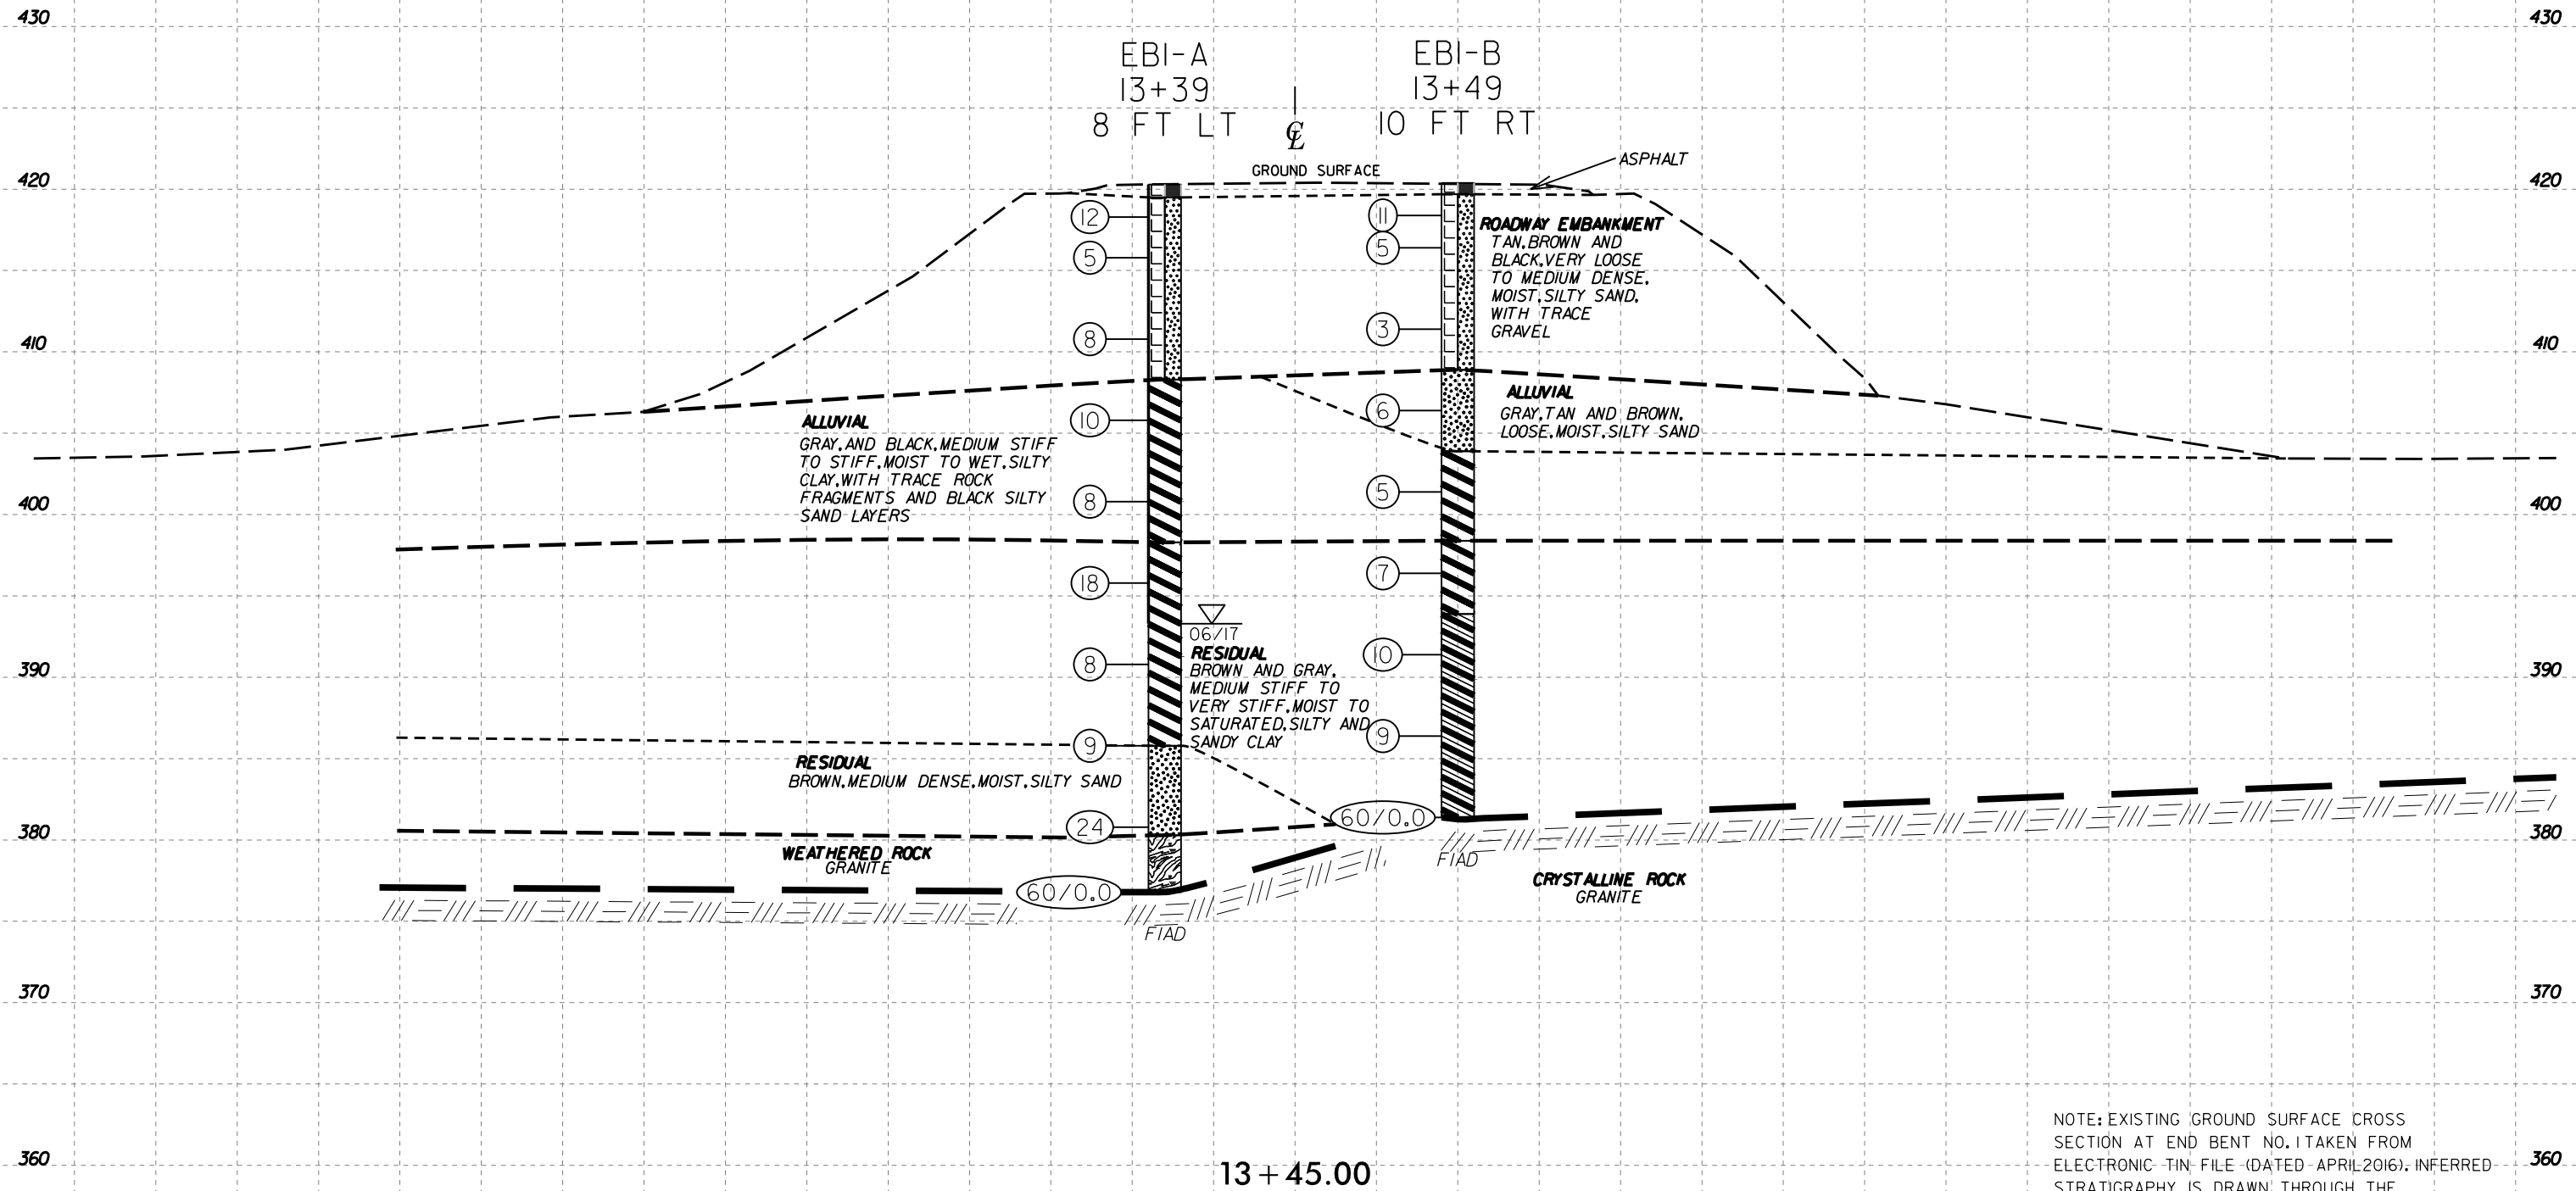 430
430
EBI-A
13+39
8 FT LT
EBI-B
13+49
10 FT RT
℄
GROUND SURFACE
ASPHALT
420
420
12
5
8
10
8
18
8
9
24
60/0.0
11
5
3
6
5
7
10
9
60/0.0
ROADWAY EMBANKMENT
TAN, BROWN AND
BLACK, VERY LOOSE
TO MEDIUM DENSE,
MOIST, SILTY SAND,
WITH TRACE
GRAVEL
410
410
ALLUVIAL
GRAY, AND BLACK, MEDIUM STIFF
TO STIFF, MOIST TO WET, SILTY
CLAY, WITH TRACE ROCK
FRAGMENTS AND BLACK SILTY
SAND LAYERS
ALLUVIAL
GRAY, TAN AND BROWN,
LOOSE, MOIST, SILTY SAND
400
400
06/17
RESIDUAL
BROWN AND GRAY,
MEDIUM STIFF TO
VERY STIFF, MOIST TO
SATURATED, SILTY AND
SANDY CLAY
390
390
RESIDUAL
BROWN, MEDIUM DENSE, MOIST, SILTY SAND
380
380
WEATHERED ROCK
GRANITE
FIAD
FIAD
CRYSTALLINE ROCK
GRANITE
370
370
360
360
13+45.00
NOTE: EXISTING GROUND SURFACE CROSS
SECTION AT END BENT NO. 1 TAKEN FROM
ELECTRONIC TIN FILE (DATED APRIL 2016). INFERRED
STRATIGRAPHY IS DRAWN THROUGH THE